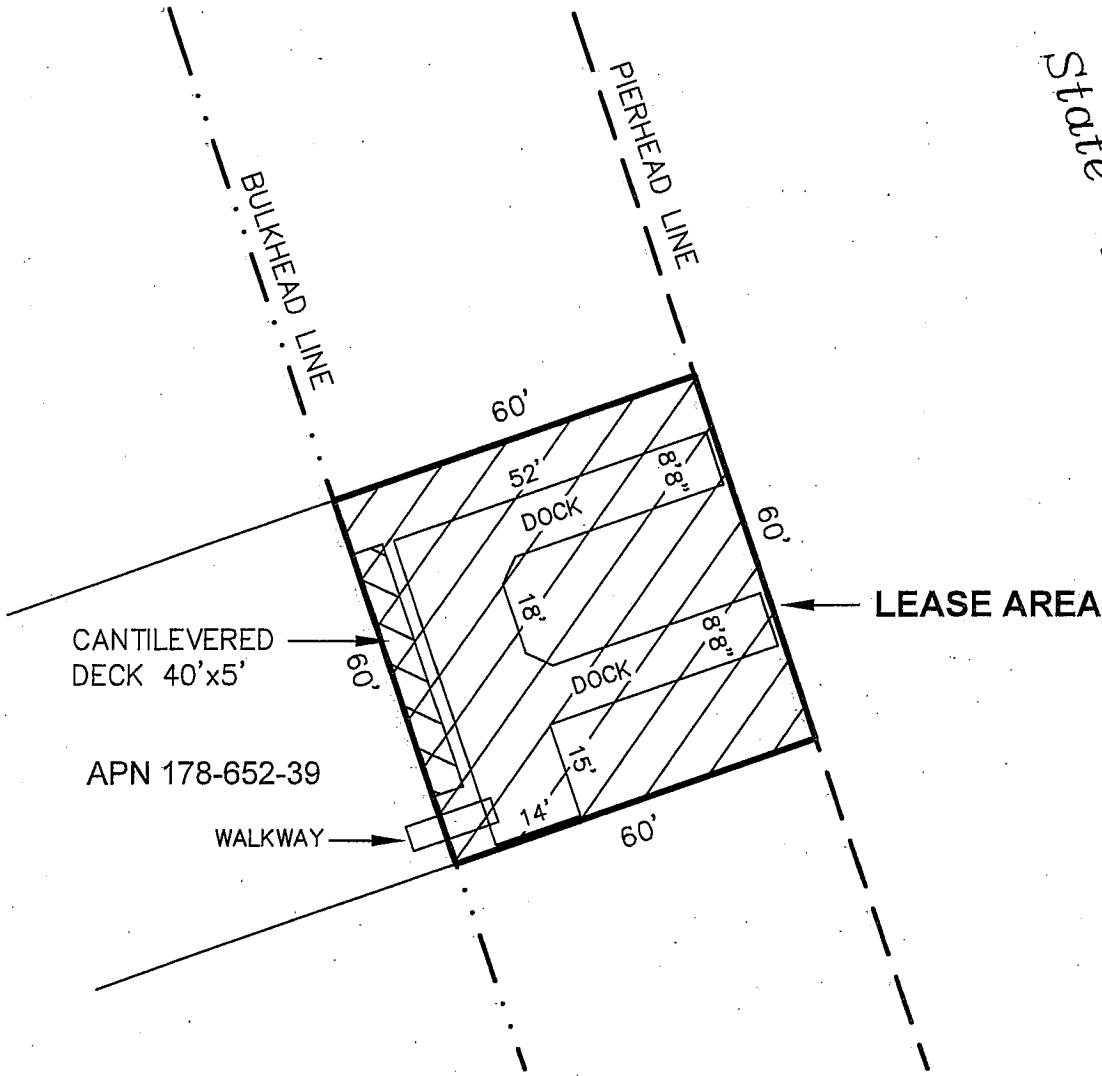 State
PIERHEAD LINE
BULKHEAD LINE
60'
52'
8'8"
DOCK
60'
LEASE AREA
18'
CANTILEVERED
DECK 40'x5'
60'
8'8"
DOCK
APN 178-652-39
15'
14'
WALKWAY
60'